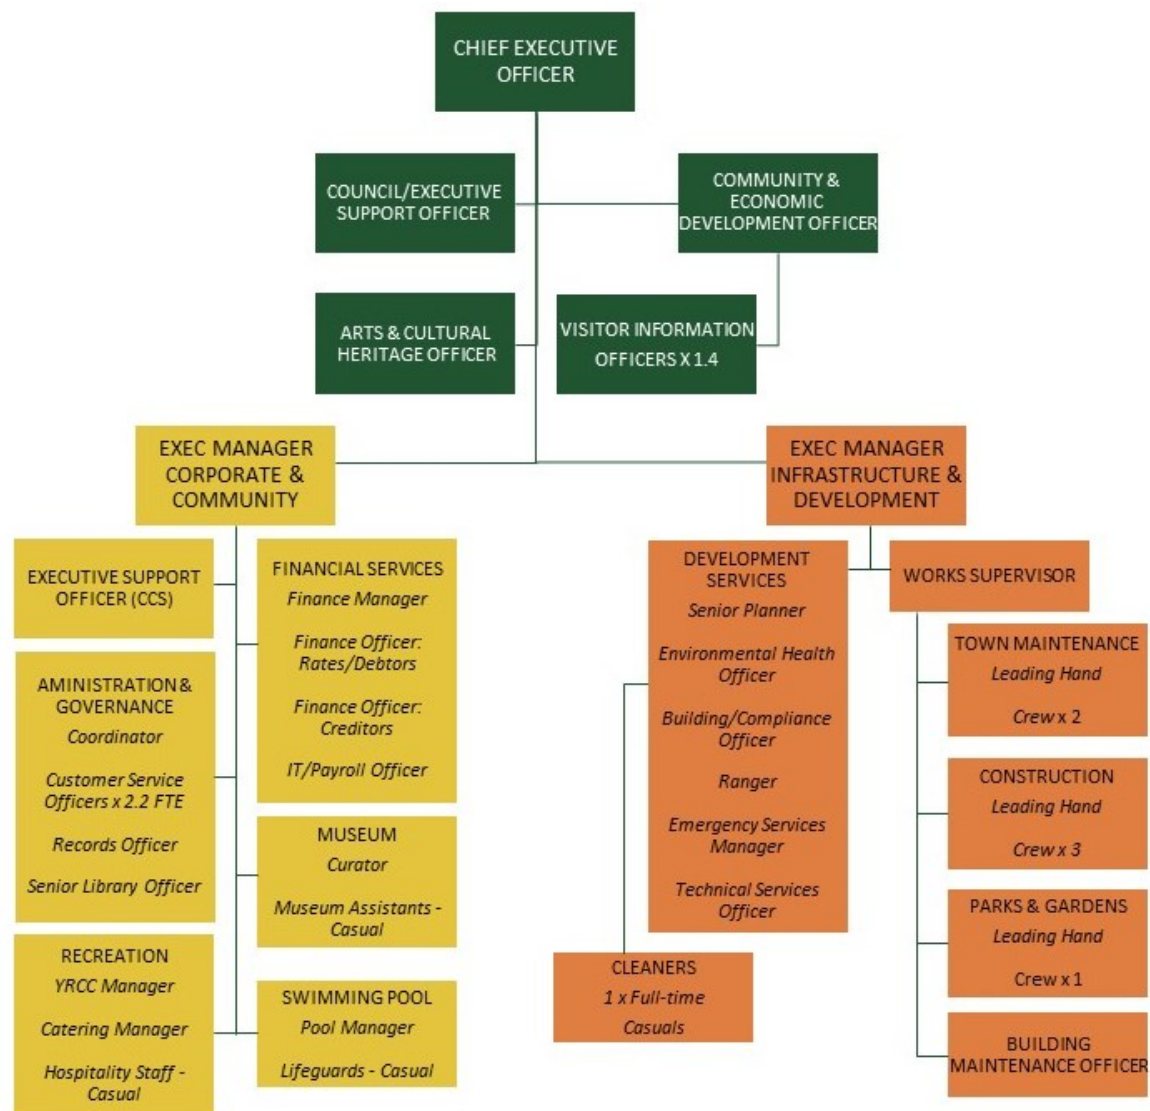 CHIEF EXECUTIVE
OFFICER
COUNCIL/EXECUTIVE
SUPPORT OFFICER
COMMUNITY &
ECONOMIC
DEVELOPMENT OFFICER
ARTS & CULTURAL
HERITAGE OFFICER
VISITOR INFORMATION
OFFICERS X 1.4
EXEC MANAGER
CORPORATE &
COMMUNITY
EXECUTIVE SUPPORT
OFFICER (CCS)
AMINISTRATION &
GOVERNANCE
Coordinator
Customer Service
Officers x 2.2 FTE
Records Officer
Senior Library Officer
RECREATION
YRCC Manager
Catering Manager
Hospitality Staff -
Casual
FINANCIAL SERVICES
Finance Manager
Finance Officer:
Rates/Debtors
Finance Officer:
Creditors
IT/Payroll Officer
MUSEUM
Curator
Museum Assistants -
Casual
SWIMMING POOL
Pool Manager
Lifeguards - Casual
EXEC MANAGER
INFRASTRUCTURE &
DEVELOPMENT
DEVELOPMENT
SERVICES
Senior Planner
Environmental Health
Officer
Building/Compliance
Officer
Ranger
Emergency Services
Manager
Technical Services
Officer
CLEANERS
1 x Full-time
Casuals
WORKS SUPERVISOR
TOWN MAINTENANCE
Leading Hand
Crew x 2
CONSTRUCTION
Leading Hand
Crew x 3
PARKS & GARDENS
Leading Hand
Crew x 1
BUILDING
MAINTENANCE OFFICER